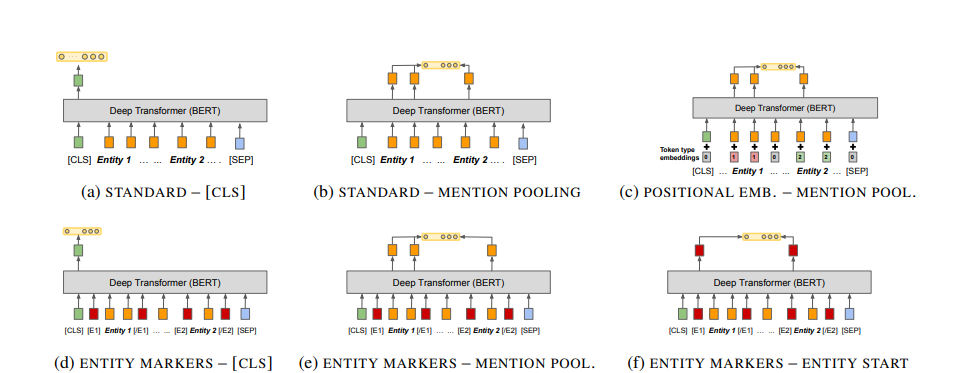 Deep Transformer (BERT)
[CLS] Entity 1 ... ... Entity 2 ... . [SEP]
(a) STANDARD – [CLS]
Deep Transformer (BERT)
[CLS] Entity 1 ... ... Entity 2 ... . [SEP]
(b) STANDARD – MENTION POOLING
Deep Transformer (BERT)
Token type
embeddings
0 1 1 0 2 2 0
[CLS] ... Entity 1 ... ... Entity 2 ... [SEP]
(c) POSITIONAL EMB. – MENTION POOL.
Deep Transformer (BERT)
[CLS] [E1] Entity 1 [/E1] ... ... [E2] Entity 2 [/E2] [SEP]
(d) ENTITY MARKERS – [CLS]
Deep Transformer (BERT)
[CLS] [E1] Entity 1 [/E1] ... ... [E2] Entity 2 [/E2] [SEP]
(e) ENTITY MARKERS – MENTION POOL.
Deep Transformer (BERT)
[CLS] [E1] Entity 1 [/E1] ... ... [E2] Entity 2 [/E2] [SEP]
(f) ENTITY MARKERS – ENTITY START